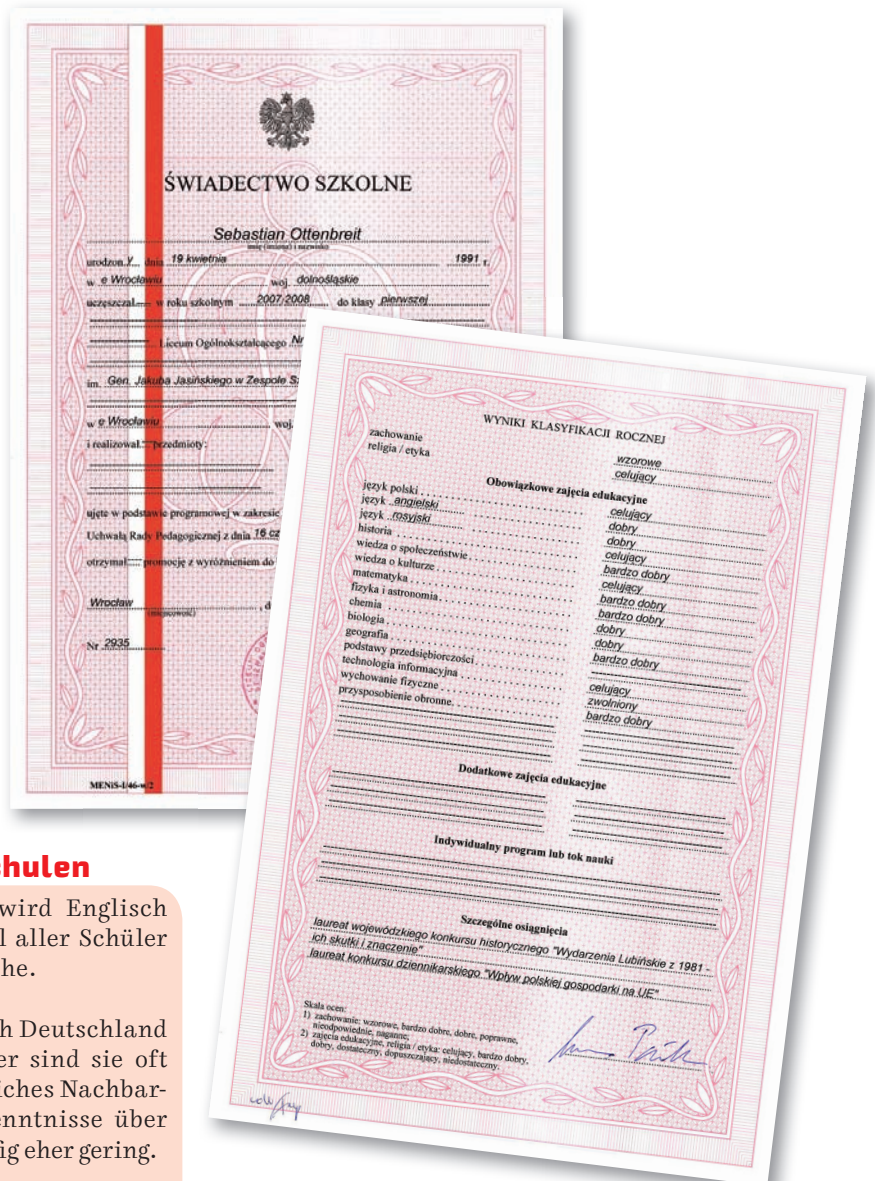 ŚWIADECTWO SZKOLNE
Sebastian Ottenbreit
imię (imiona) i nazwisko
urodzon y dnia 19 kwietnia 1991 r.
w e Wrocławiu woj. dolnośląskie
uczęszczał w roku szkolnym 2007/2008 do klasy pierwszej
Liceum Ogólnokształcącego Nr
im. Gen. Jakuba Jasińskiego w Zespole
w e Wrocławiu woj.
i realizował przedmioty:
ujęte w podstawie programowej w zakresie
Uchwałą Rady Pedagogicznej z dnia 16 cz
otrzymał promocję z wyróżnieniem do
Wrocław , d
(miejscowość)
Nr 2935
MENiS-I/46-w/2
WYNIKI KLASYFIKACJI ROCZNEJ
zachowanie wzorowe
religia / etyka celujący
Obowiązkowe zajęcia edukacyjne
język polski celujący
język angielski dobry
język rosyjski dobry
historia celujący
wiedza o społeczeństwie bardzo dobry
wiedza o kulturze celujący
matematyka bardzo dobry
fizyka i astronomia bardzo dobry
chemia dobry
biologia dobry
geografia bardzo dobry
podstawy przedsiębiorczości
technologia informacyjna celujący
wychowanie fizyczne zwolniony
przysposobienie obronne bardzo dobry
Dodatkowe zajęcia edukacyjne
Indywidualny program lub tok nauki
Szczególne osiągnięcia
laureat wojewódzkiego konkursu historycznego "Wydarzenia Lubińskie z 1981 -
ich skutki i znaczenie"
laureat konkursu dziennikarskiego "Wpływ polskiej gospodarki na UE"
Skala ocen:
1) zachowanie: wzorowe, bardzo dobre, dobre, poprawne,
nieodpowiednie, naganne;
2) zajęcia edukacyjne, religia / etyka: celujący, bardzo dobry,
dobry, dostateczny, dopuszczający, niedostateczny.
chulen
wird Englisch
l aller Schüler
he.
h Deutschland
er sind sie oft
iches Nachbar-
enntnisse über
fig eher gering.